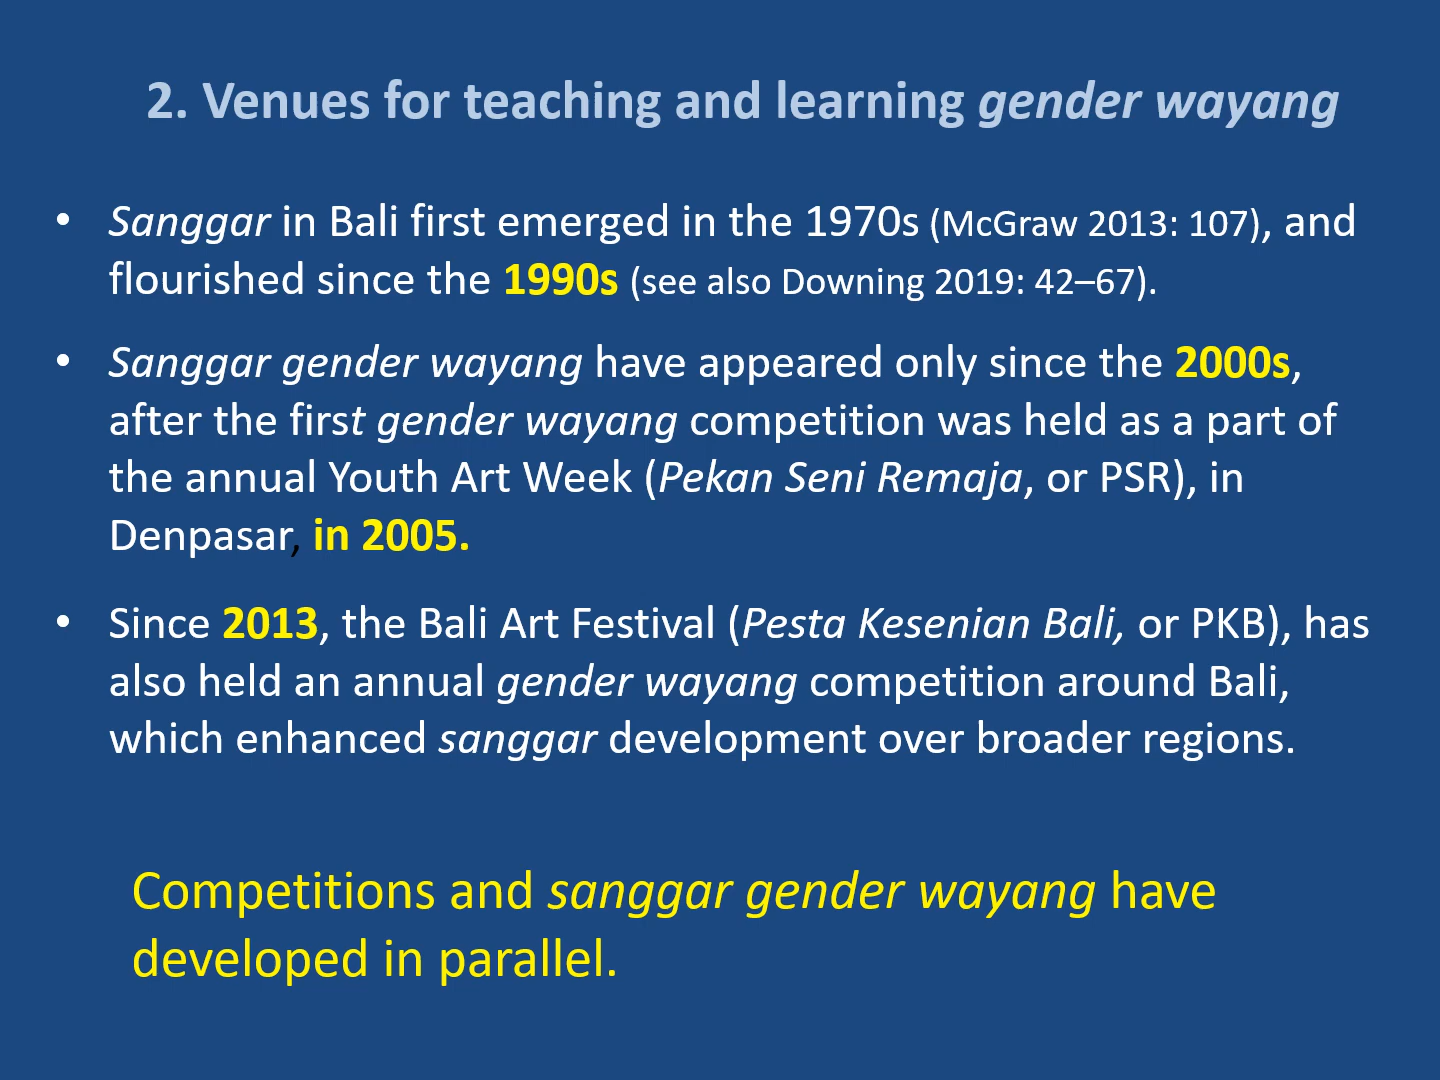 2. Venues for teaching and learning gender wayang
• Sanggar in Bali first emerged in the 1970s (McGraw 2013: 107), and
flourished since the 1990s (see also Downing 2019: 42–67).
• Sanggar gender wayang have appeared only since the 2000s,
after the first gender wayang competition was held as a part of
the annual Youth Art Week (Pekan Seni Remaja, or PSR), in
Denpasar, in 2005.
• Since 2013, the Bali Art Festival (Pesta Kesenian Bali, or PKB), has
also held an annual gender wayang competition around Bali,
which enhanced sanggar development over broader regions.
Competitions and sanggar gender wayang have
developed in parallel.